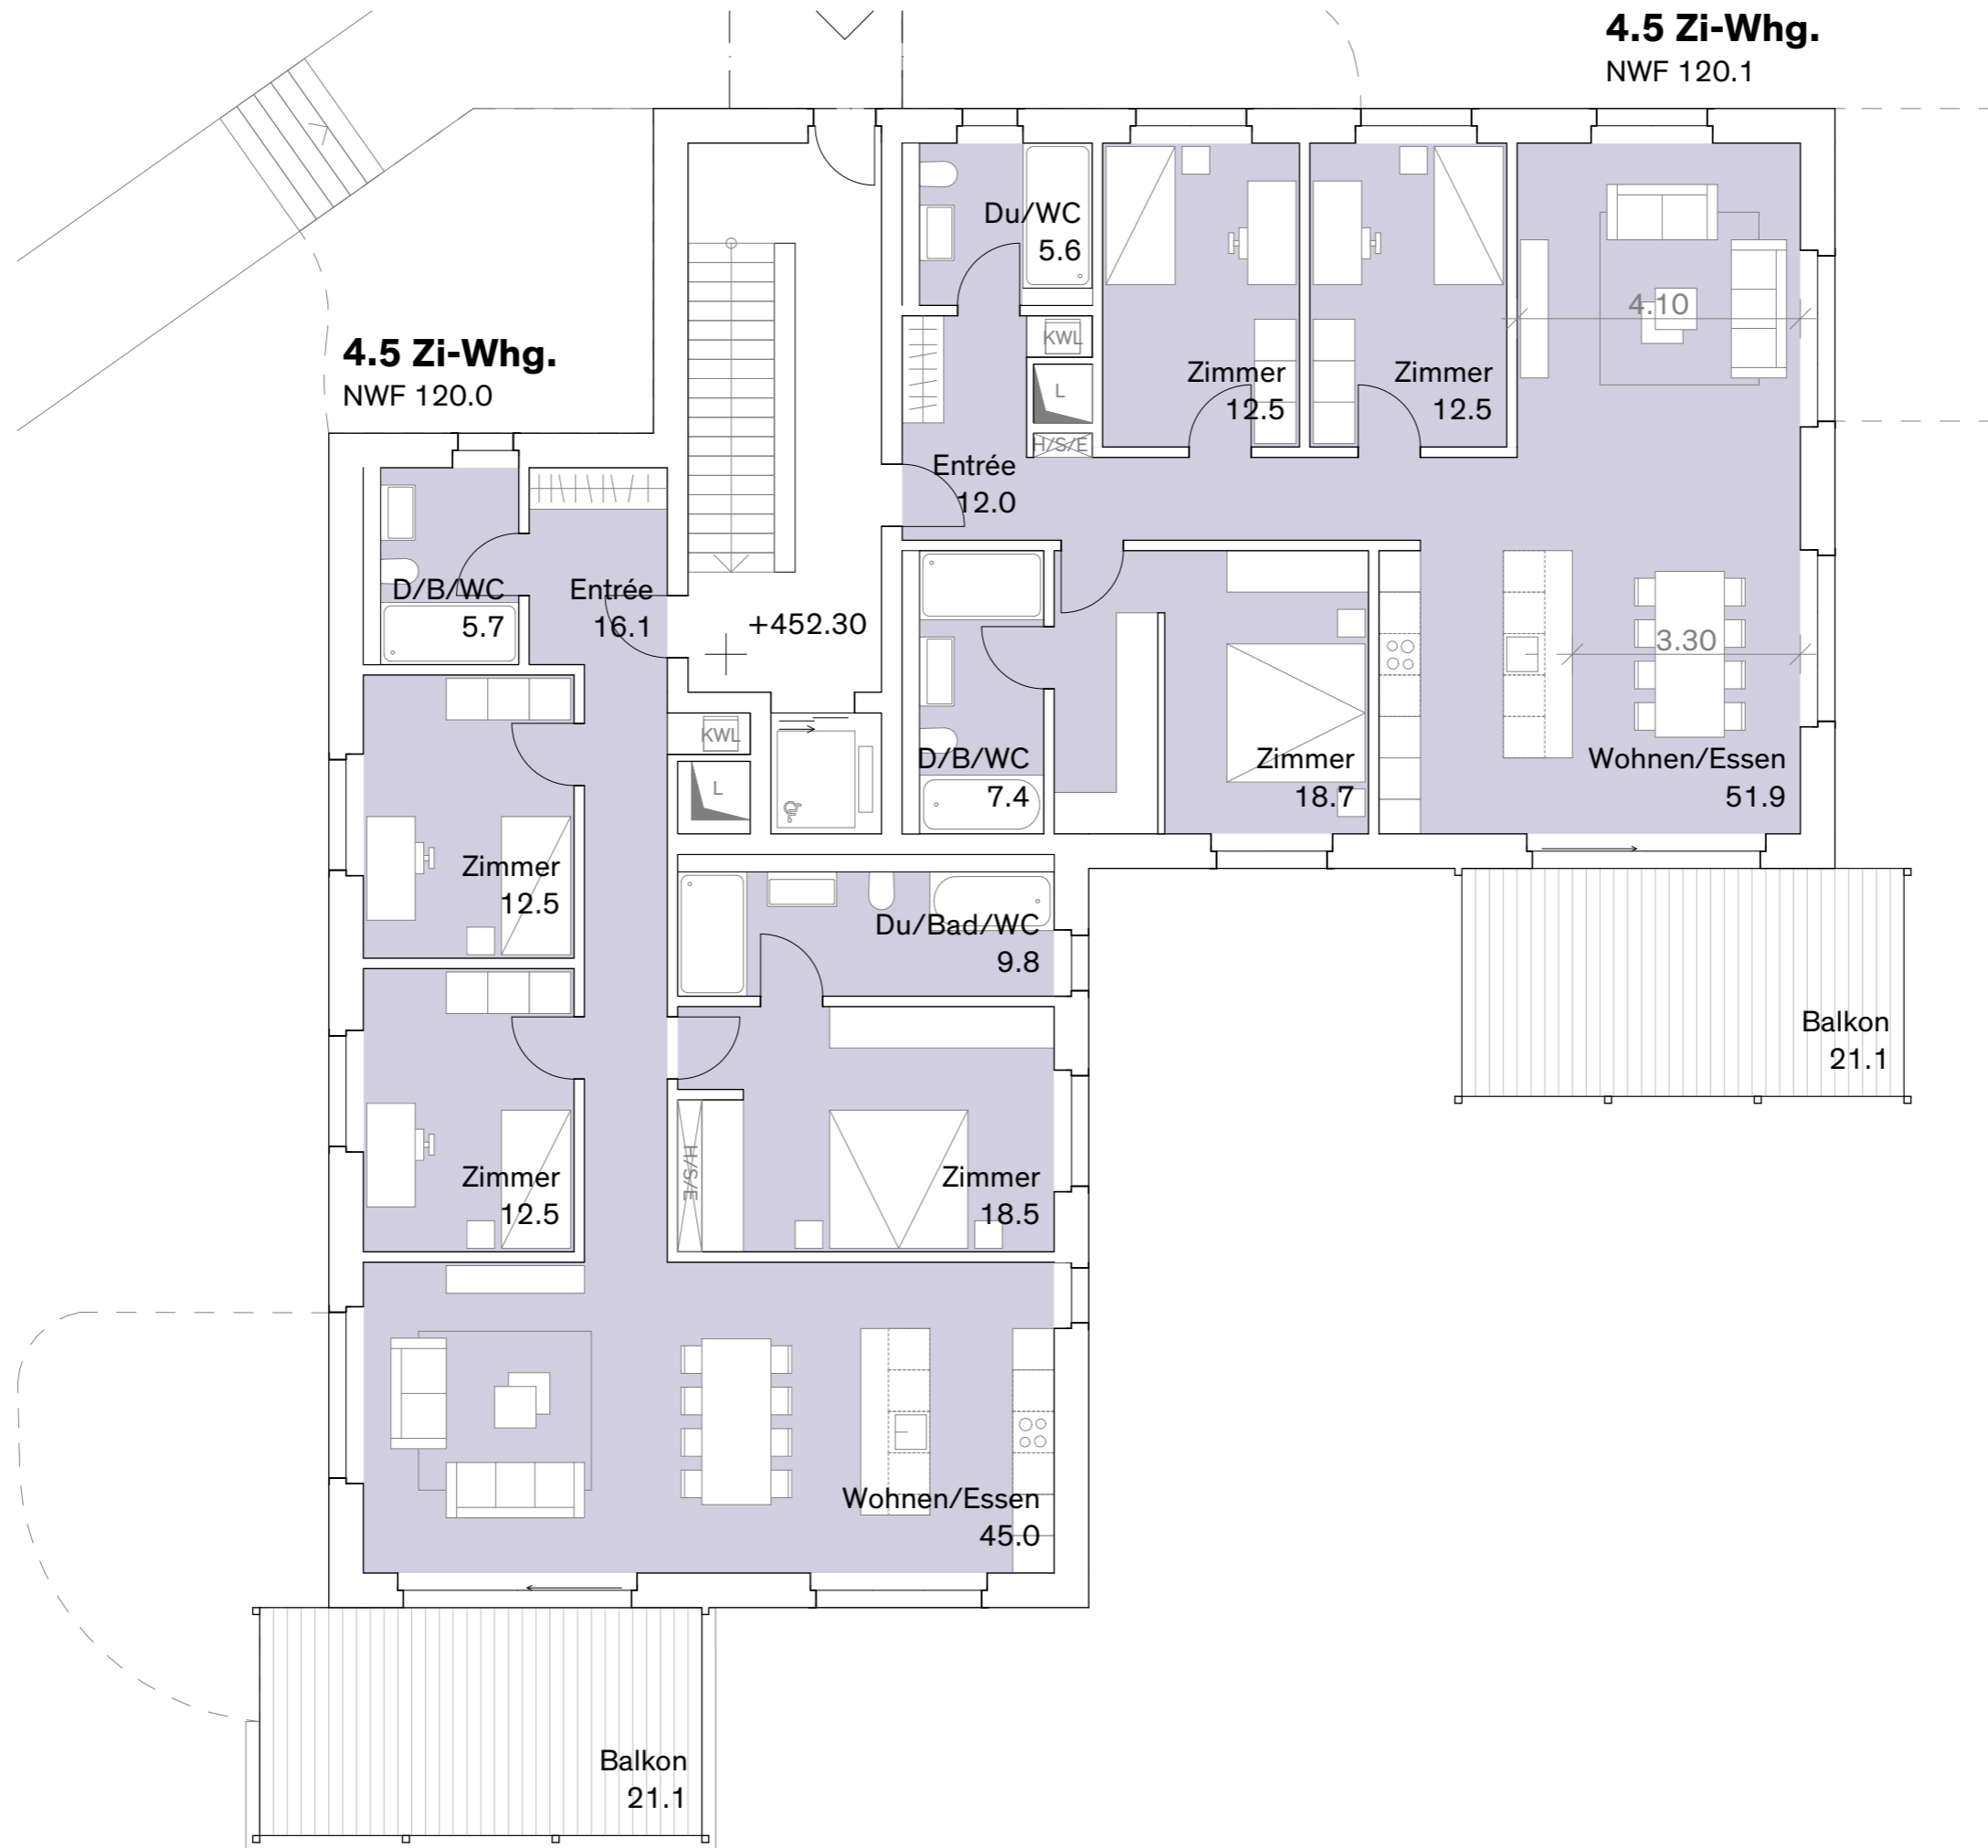 4.5 Zi-Whg.
NWF 120.1
Du/WC
5.6
4.10
KWL
4.5 Zi-Whg.
NWF 120.0
Zimmer
12.5
Zimmer
12.5
L
H/S/E
Entrée
12.0
D/B/WC
5.7
Entrée
16.1
+452.30
3.30
KWL
D/B/WC
7.4
Zimmer
18.7
Wohnen/Essen
51.9
L
Zimmer
12.5
Du/Bad/WC
9.8
Balkon
21.1
Zimmer
12.5
H/S/E
Zimmer
18.5
Wohnen/Essen
45.0
Balkon
21.1